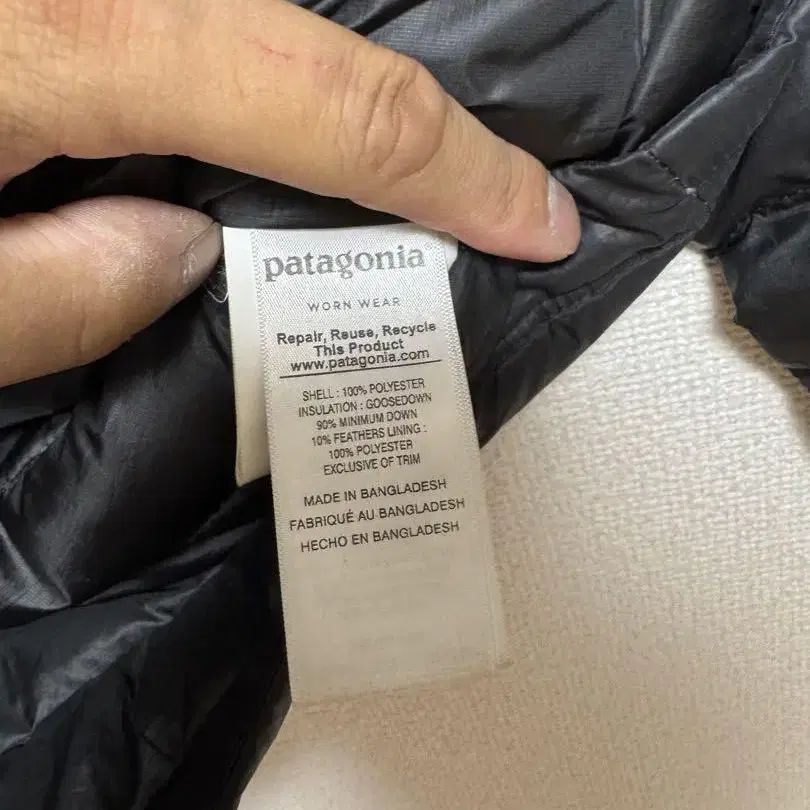 patagonia®
WORN WEAR
Repair, Reuse, Recycle
This Product
www.patagonia.com
SHELL : 100% POLYESTER
INSULATION : GOOSEDOWN
90% MINIMUM DOWN
10% FEATHERS LINING :
100% POLYESTER
EXCLUSIVE OF TRIM
MADE IN BANGLADESH
FABRIQUÉ AU BANGLADESH
HECHO EN BANGLADESH